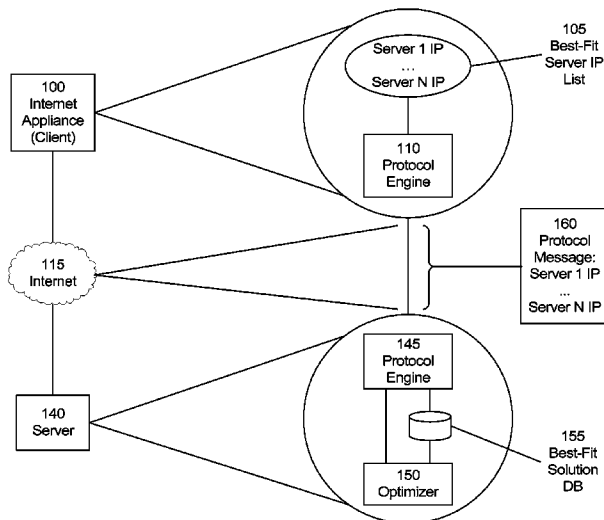 100
Internet
Appliance
(Client)
Server 1 IP
...
Server N IP
105
Best-Fit
Server IP
List
110
Protocol
Engine
115
Internet
160
Protocol
Message:
Server 1 IP
...
Server N IP
140
Server
145
Protocol
Engine
150
Optimizer
155
Best-Fit
Solution
DB